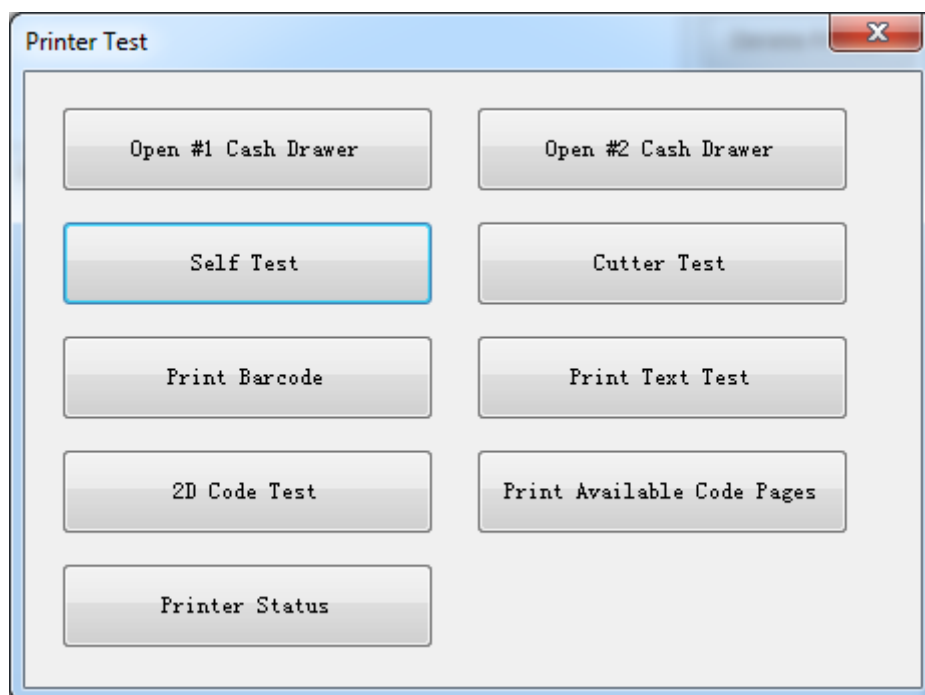 Printer Test
Open #1 Cash Drawer
Open #2 Cash Drawer
Self Test
Cutter Test
Print Barcode
Print Text Test
2D Code Test
Print Available Code Pages
Printer Status